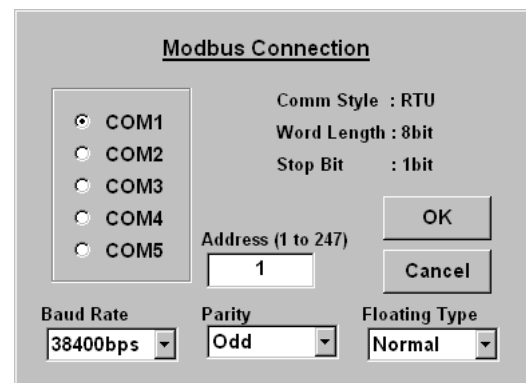 Modbus Connection
COM1
COM2
COM3
COM4
COM5
Comm Style : RTU
Word Length : 8bit
Stop Bit : 1bit
Address (1 to 247)
1
OK
Cancel
Baud Rate
38400bps
Parity
Odd
Floating Type
Normal